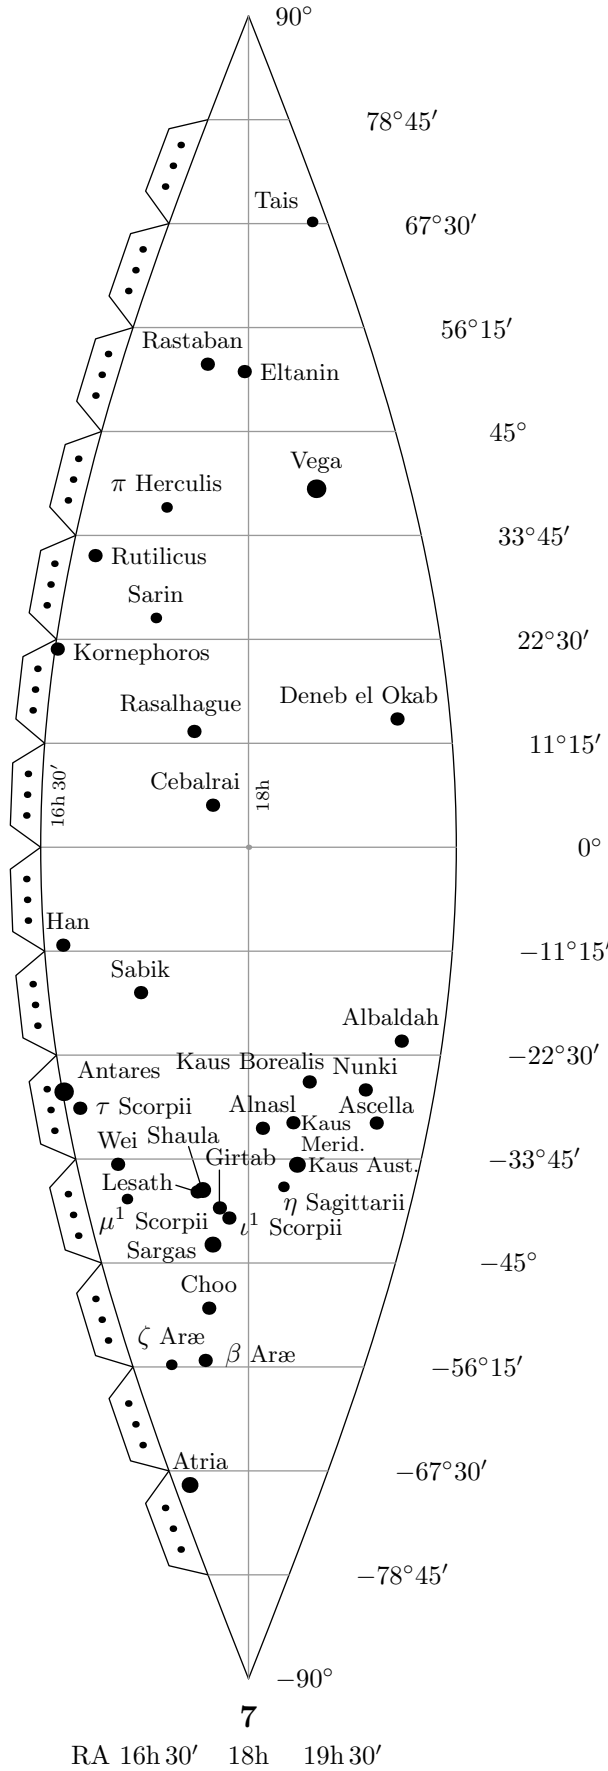 90°
78°45′
Tais
67°30′
56°15′
Rastaban
Eltanin
45°
Vega
π Herculis
33°45′
Rutilicus
Sarin
22°30′
Kornephoros
Deneb el Okab
Rasalhague
11°15′
Cebalrai
16h 30′
18h
0°
Han
−11°15′
Sabik
Albaldah
−22°30′
Kaus Borealis
Nunki
Antares
Alnasl
Ascella
τ Scorpii
Kaus
Merid.
Wei
Shaula
Girtab
−33°45′
Kaus Aust.
Lesath
η Sagittarii
μ¹ Scorpii
ι¹ Scorpii
Sargas
−45°
Choo
ζ Aræ
β Aræ
−56°15′
Atria
−67°30′
−78°45′
−90°
7
RA 16h 30′ 18h 19h 30′